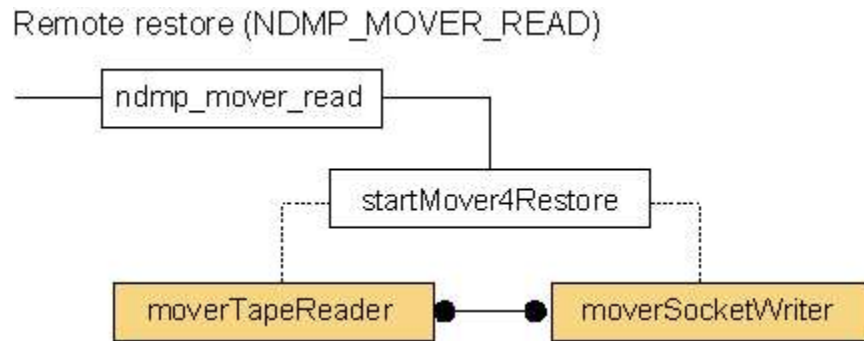 Remote restore (NDMP_MOVER_READ)
ndmp_mover_read
startMover4Restore
moverTapeReader
moverSocketWriter